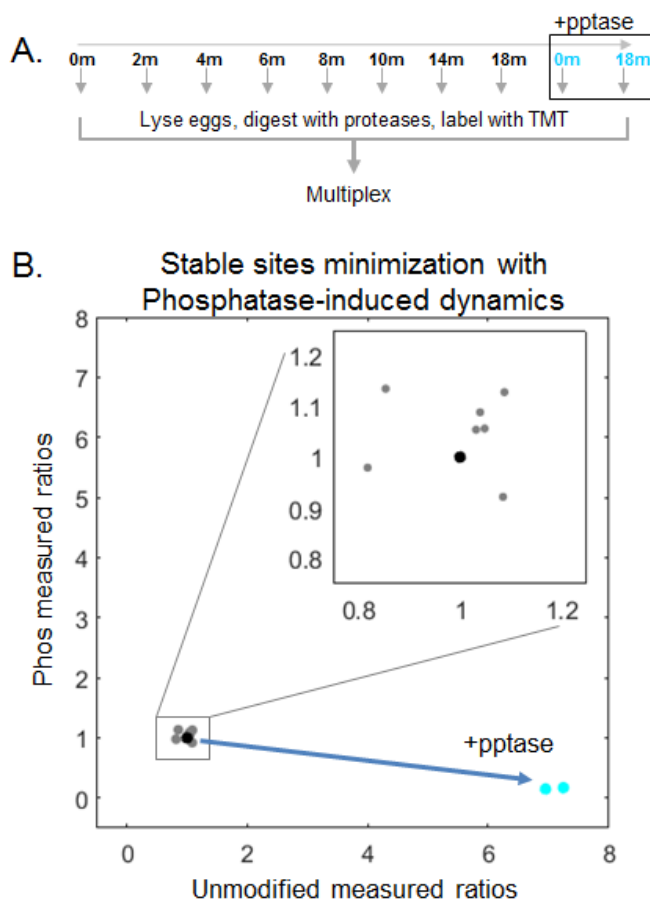 +pptase
A.
0m 2m 4m 6m 8m 10m 14m 18m 0m 18m
Lyse eggs, digest with proteases, label with TMT
Multiplex
B.
Stable sites minimization with
Phosphatase-induced dynamics
8
7
6
5
4
3
2
1
0
Phos measured ratios
1.2
1.1
1
0.9
0.8
0.8 1 1.2
+pptase
0 2 4 6 8
Unmodified measured ratios